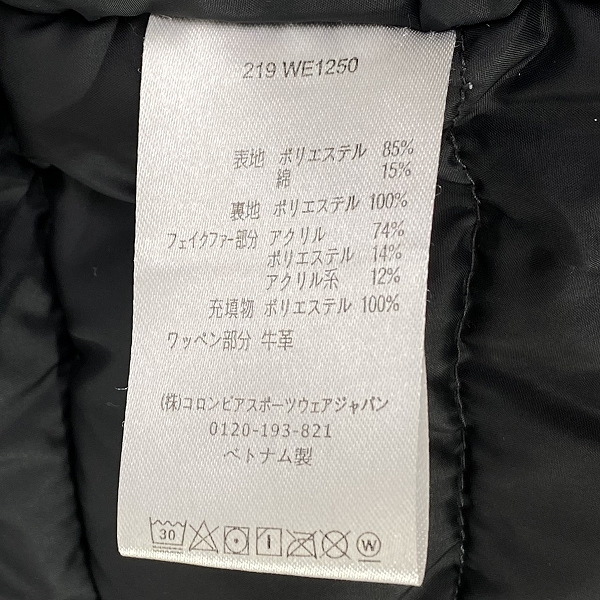 219 WE1250
表地 ポリエステル 85%
綿 15%
裏地 ポリエステル 100%
フェイクファー部分 アクリル 74%
ポリエステル 14%
アクリル系 12%
充填物 ポリエステル 100%
ワッペン部分 牛革
(株)コロンビアスポーツウェアジャパン
0120-193-821
ベトナム製
30 W